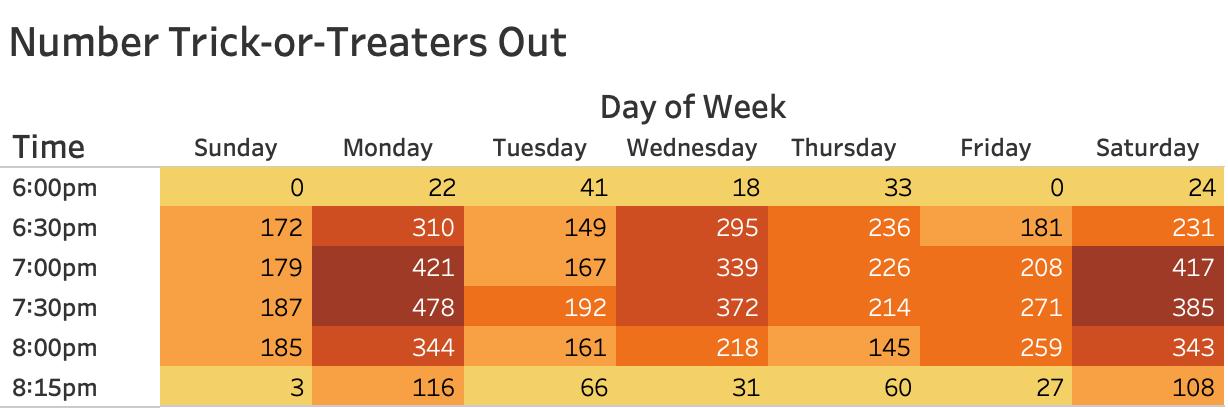 Number Trick-or-Treaters Out
Day of Week
Time Sunday Monday Tuesday Wednesday Thursday Friday Saturday
6:00pm 0 22 41 18 33 0 24
6:30pm 172 310 149 295 236 181 231
7:00pm 179 421 167 339 226 208 417
7:30pm 187 478 192 372 214 271 385
8:00pm 185 344 161 218 145 259 343
8:15pm 3 116 66 31 60 27 108